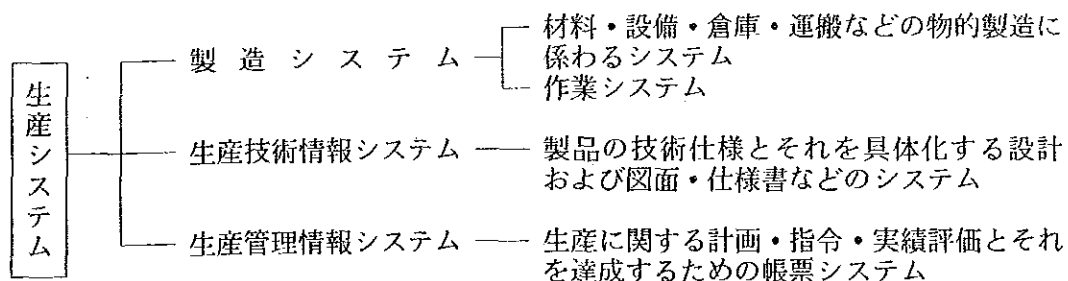 生産システム
製造システム
材料・設備・倉庫・運搬などの物的製造に
係わるシステム
作業システム
生産技術情報システム
製品の技術仕様とそれを具体化する設計
および図面・仕様書などのシステム
生産管理情報システム
生産に関する計画・指令・実績評価とそれ
を達成するための帳票システム